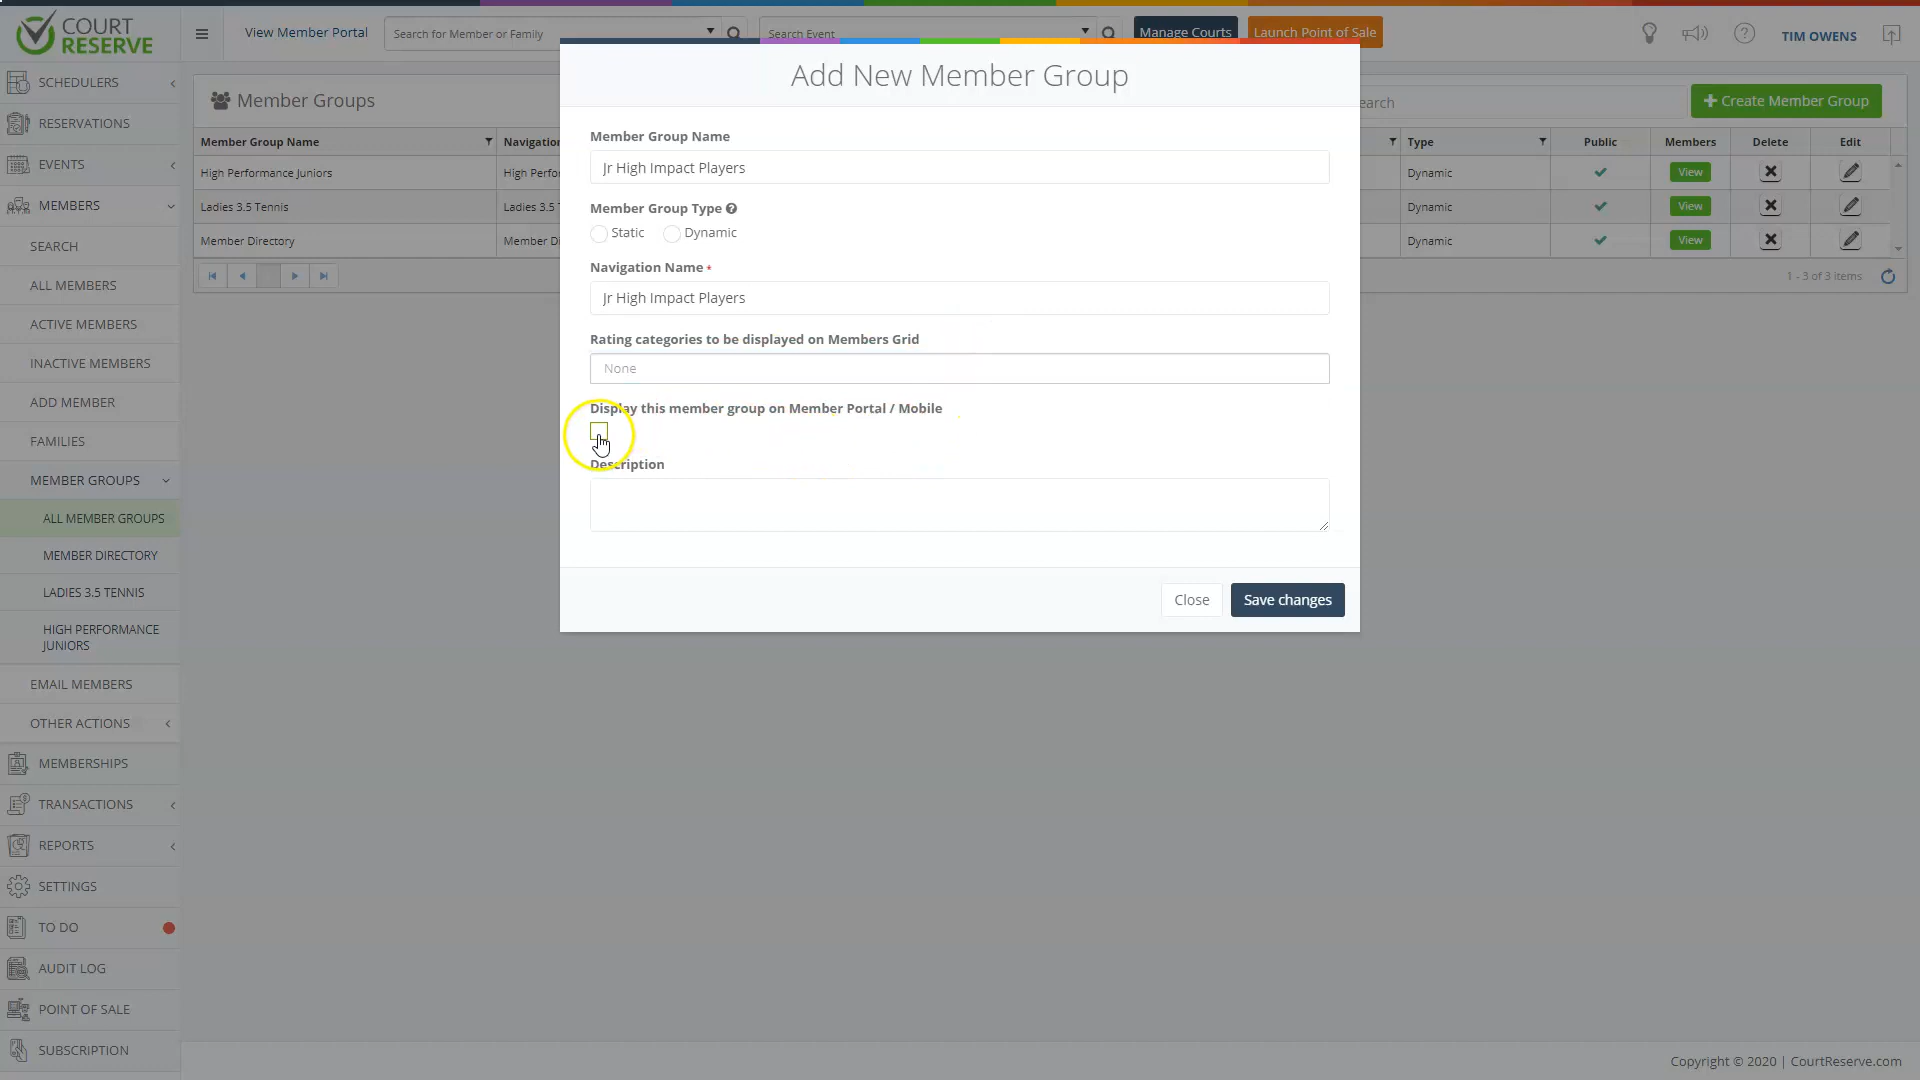 COURT
RESERVE
View Member Portal
Search for Member or Family
Search Event
Manage Courts
Launch Point of Sale
TIM OWENS
SCHEDULERS
RESERVATIONS
EVENTS
MEMBERS
SEARCH
ALL MEMBERS
ACTIVE MEMBERS
INACTIVE MEMBERS
ADD MEMBER
FAMILIES
MEMBER GROUPS
ALL MEMBER GROUPS
MEMBER DIRECTORY
LADIES 3.5 TENNIS
HIGH PERFORMANCE
JUNIORS
EMAIL MEMBERS
OTHER ACTIONS
MEMBERSHIPS
TRANSACTIONS
REPORTS
SETTINGS
TO DO
AUDIT LOG
POINT OF SALE
SUBSCRIPTION
Member Groups
Create Member Group
Member Group Name
Type Public Members Delete Edit
High Performance Juniors
Dynamic View
Ladies 3.5 Tennis Ladies 3.5
Dynamic View
Member Directory
Dynamic View
1 - 3 of 3 items
Add New Member Group
Member Group Name
Jr High Impact Players
Member Group Type
Static Dynamic
Navigation Name *
Jr High Impact Players
Rating categories to be displayed on Members Grid
None
Display this member group on Member Portal / Mobile
Description
Close Save changes
Copyright © 2020 | CourtReserve.com